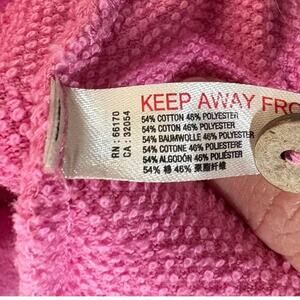 KEEP AWAY FRO
54% COTTON 46% POLYESTER
54% COTON 46% POLYESTER
54% BAUMWOLLE 46% POLYESTER
54% COTONE 46% POLIESTERE
54% ALGODÓN 46% POLIÉSTER
54% 棉 46% 聚脂纤维
RN : 66170
CA : 32054